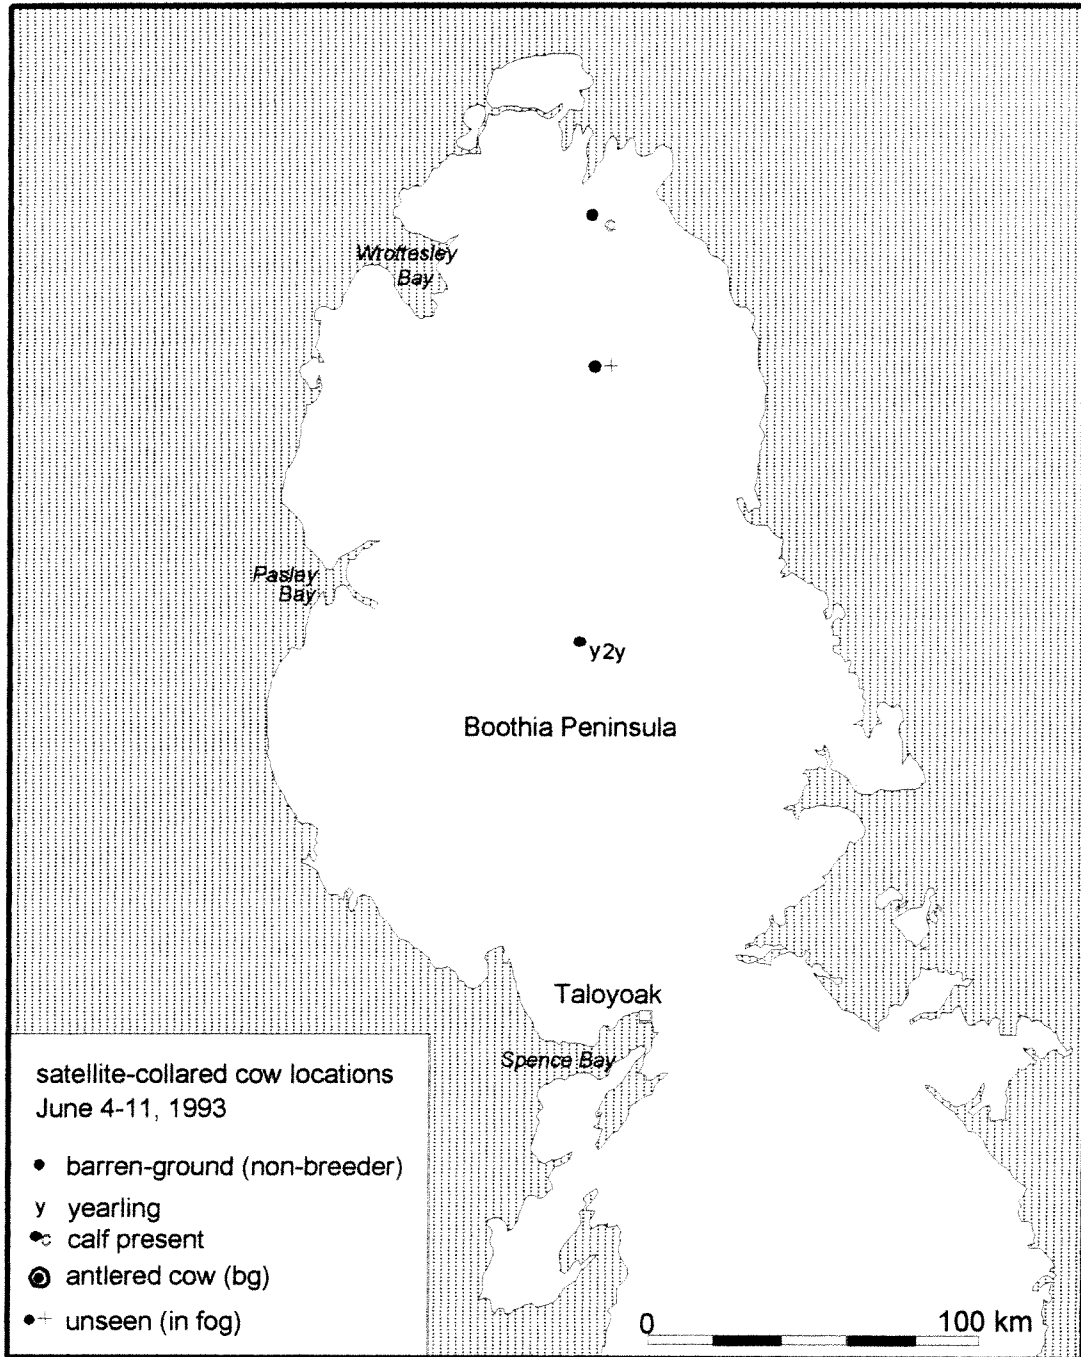 c
Wrottesley
Bay
+
Pasley
Bay
y2y
Boothia Peninsula
Taloyoak
Spence Bay
satellite-collared cow locations
June 4-11, 1993
barren-ground (non-breeder)
y yearling
c calf present
antlered cow (bg)
+ unseen (in fog)
0 100 km